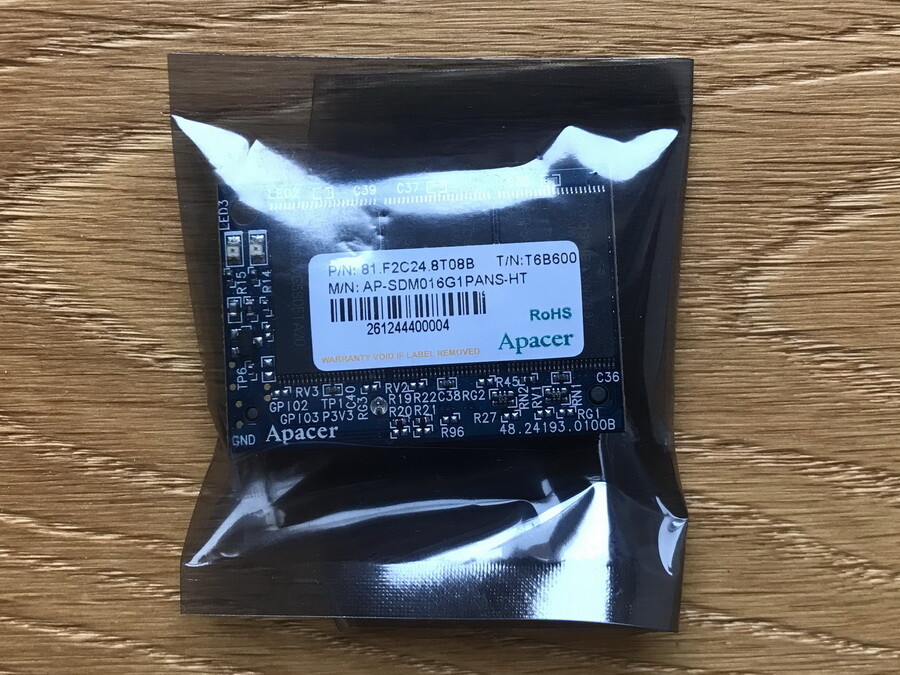 LED2 C39 C37
LED3
P/N: 81.F2C24.8T08B T/N:T6B600
M/N: AP-SDM016G1PANS-HT
261244400004
RoHS
Apacer
WARRANTY VOID IF LABEL REMOVED
R15 R14
TP6
RV3 C40 RV2 R45 C36
GPIO2 TP1 RG3 R19 R22 C38 RG2 RN2 RV1 RN1
GPIO3 P3V3 R20 R21 R27 RG1
GND Apacer R96 48.24193.0100B